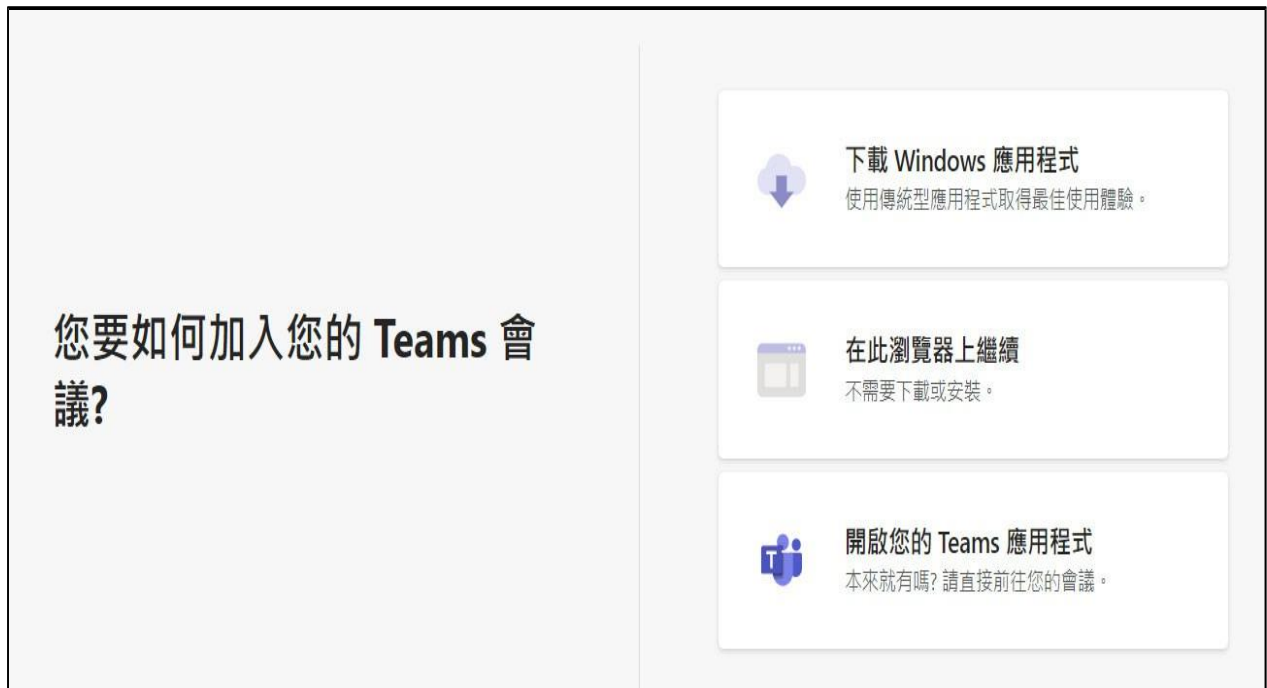 您要如何加入您的 Teams 會
議?
下載 Windows 應用程式
使用傳統型應用程式取得最佳使用體驗。
在此瀏覽器上繼續
不需要下載或安裝。
開啟您的 Teams 應用程式
本來就有嗎? 請直接前往您的會議。